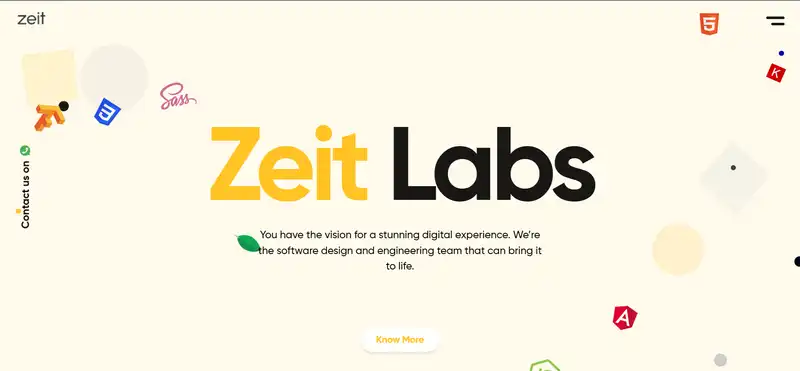 zeit
5
K
3
Sass
Contact us on
Zeit Labs
You have the vision for a stunning digital experience. We're
the software design and engineering team that can bring it
to life.
A
Know More